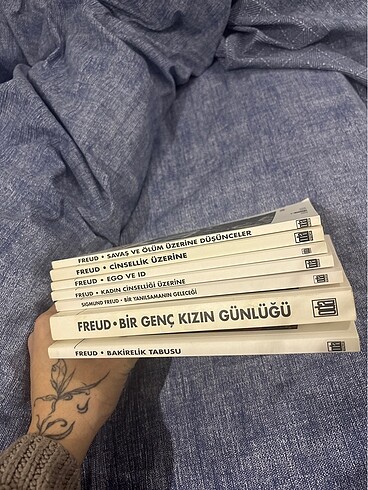 FREUD • SAVAŞ VE ÖLÜM ÜZERİNE DÜŞÜNCELER
FREUD • CİNSELLİK ÜZERİNE
FREUD • EGO VE ID
FREUD • KADIN CİNSELLİĞİ ÜZERİNE
SIGMUND FREUD • BİR YANILSAMANIN GELECEĞİ
FREUD • BİR GENÇ KIZIN GÜNLÜĞÜ
FREUD • BAKİRELİK TABUSU